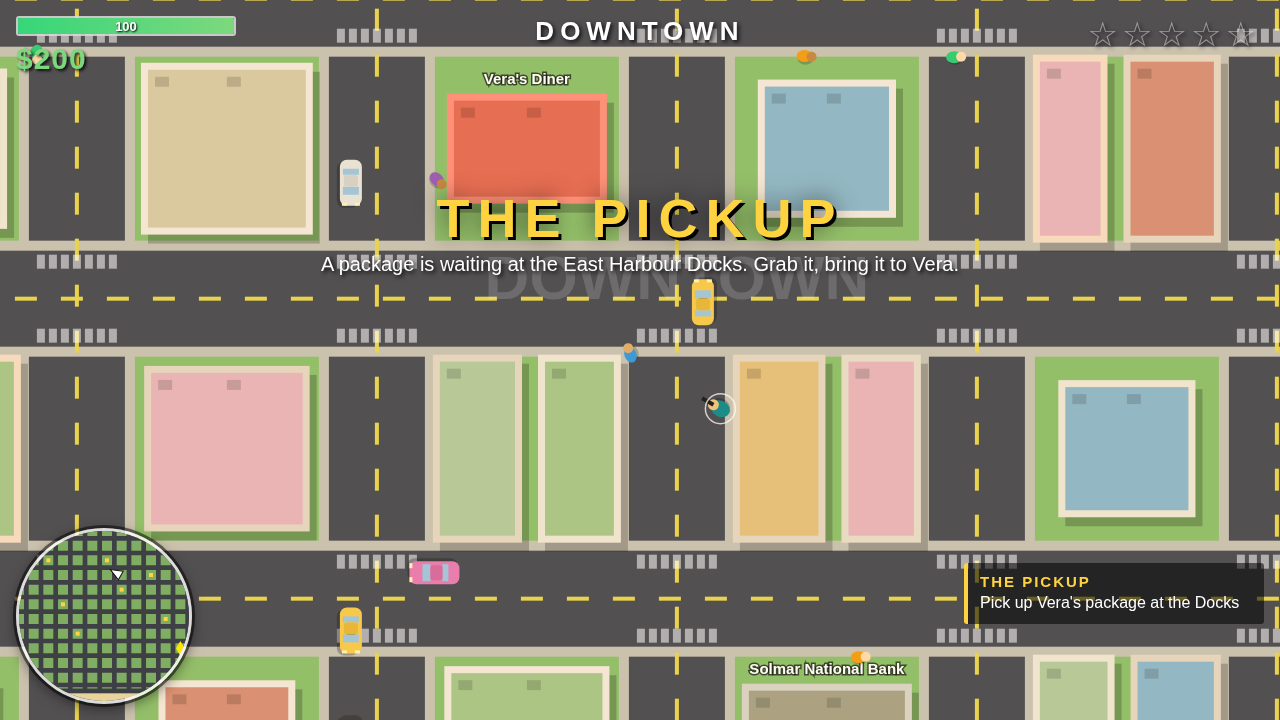 100
DOWNTOWN
$200
☆☆☆☆☆
Vera's Diner
THE PICKUP
A package is waiting at the East Harbour Docks. Grab it, bring it to Vera.
DOWNTOWN
THE PICKUP
Pick up Vera's package at the Docks
Solmar National Bank